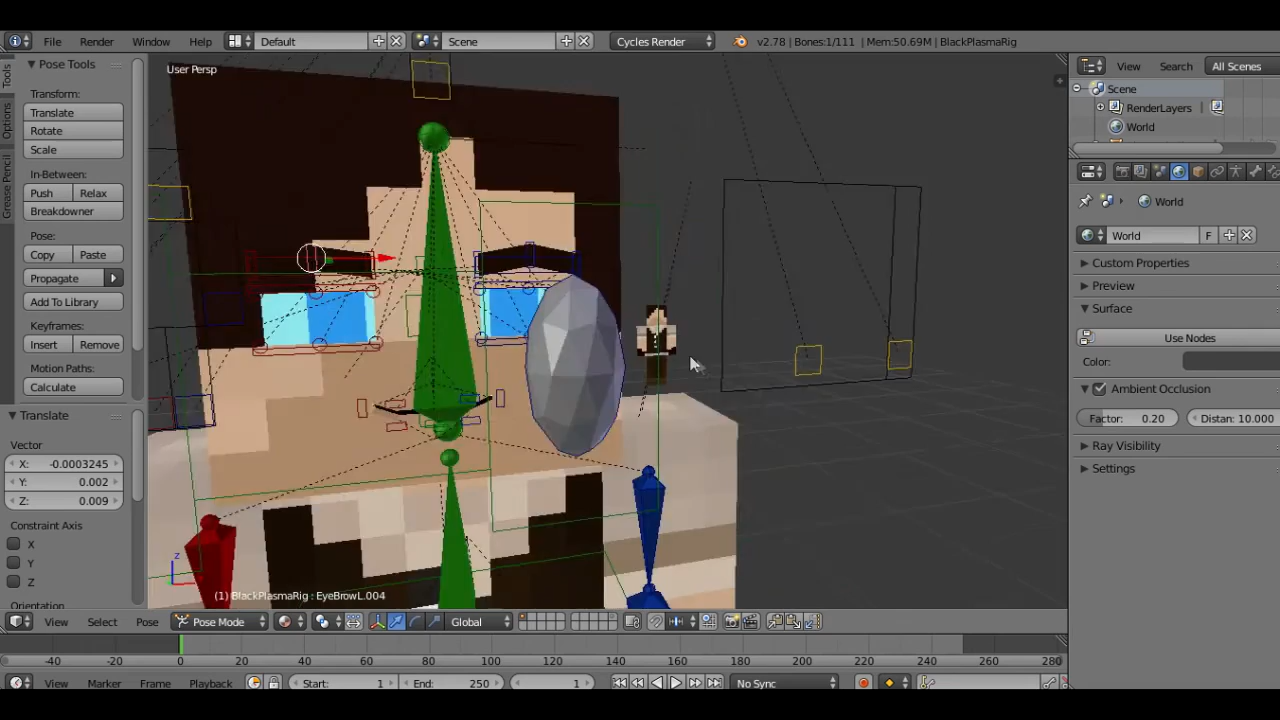 File Render Window Help Default Scene Cycles Render v2.78 | Bones:1/111 | Mem:50.69M | BlackPlasmaRig
Tools
Options
Grease Pencil
Pose Tools
Transform:
Translate
Rotate
Scale
In-Between:
Push Relax
Breakdowner
Pose:
Copy Paste
Propagate
Add To Library
Keyframes:
Insert Remove
Motion Paths:
Calculate
Translate
Vector
X: -0.0003245
Y: 0.002
Z: 0.009
Constraint Axis
X
Y
Z
Orientation
User Persp
z
(1) BlackPlasmaRig : EyeBrowL.004
View Select Pose Pose Mode Global
-40 -20 0 20 40 60 80 100 120 140 160 180 200 220 240 260 280
View Marker Frame Playback Start: 1 End: 250 1 No Sync
View Search All Scenes
Scene
RenderLayers
World
World
World F
Custom Properties
Preview
Surface
Use Nodes
Color:
Ambient Occlusion
Factor: 0.20 Distan: 10.000
Ray Visibility
Settings